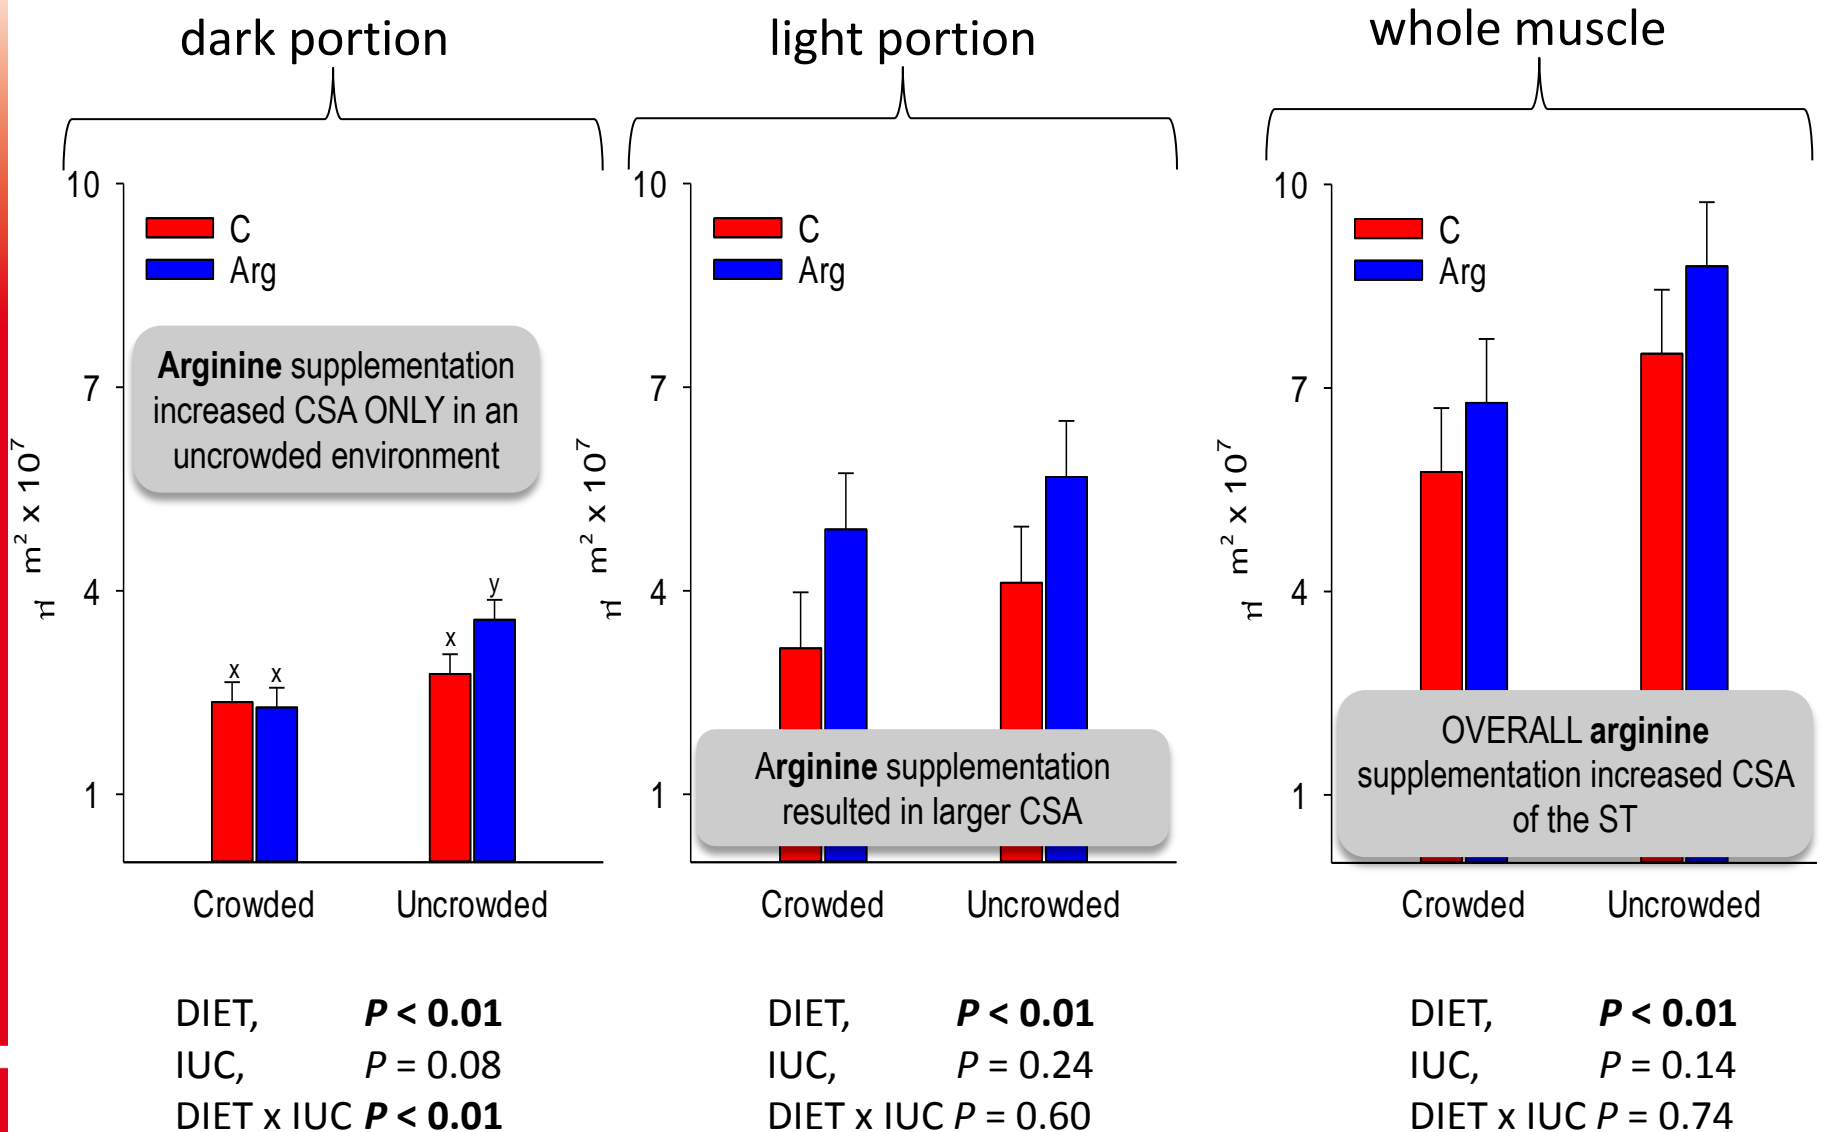 dark portion
light portion
whole muscle
10
7
4
1
m² x 10⁷
C
Arg
Arginine supplementation
increased CSA ONLY in an
uncrowded environment
x
x
x
y
Crowded
Uncrowded
10
7
4
1
m² x 10⁷
C
Arg
Arginine supplementation
resulted in larger CSA
Crowded
Uncrowded
10
7
4
1
m² x 10⁷
C
Arg
OVERALL arginine
supplementation increased CSA
of the ST
Crowded
Uncrowded
DIET, P < 0.01
IUC, P = 0.08
DIET x IUC P < 0.01
DIET, P < 0.01
IUC, P = 0.24
DIET x IUC P = 0.60
DIET, P < 0.01
IUC, P = 0.14
DIET x IUC P = 0.74